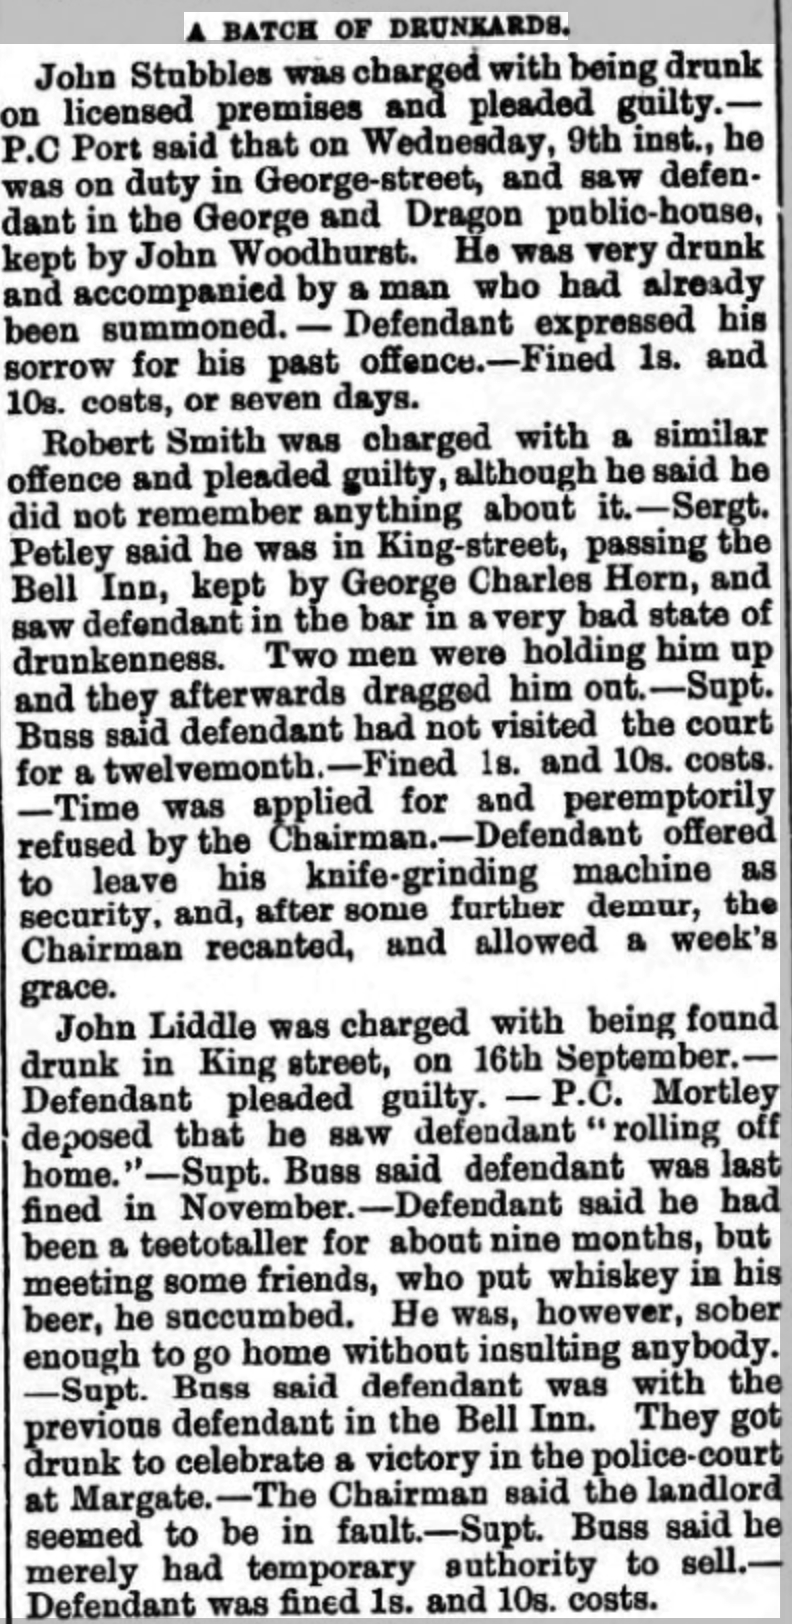 A BATCH OF DRUNKARDS.
John Stubbles was charged with being drunk
on licensed premises and pleaded guilty.—
P.C Port said that on Wednesday, 9th inst., he
was on duty in George-street, and saw defen-
dant in the George and Dragon public-house,
kept by John Woodhurst. He was very drunk
and accompanied by a man who had already
been summoned. — Defendant expressed his
sorrow for his past offence.—Fined 1s. and
10s. costs, or seven days.
Robert Smith was charged with a similar
offence and pleaded guilty, although he said he
did not remember anything about it.—Sergt.
Petley said he was in King-street, passing the
Bell Inn, kept by George Charles Horn, and
saw defendant in the bar in a very bad state of
drunkenness. Two men were holding him up
and they afterwards dragged him out.—Supt.
Buss said defendant had not visited the court
for a twelvemonth.—Fined 1s. and 10s. costs.
—Time was applied for and peremptorily
refused by the Chairman.—Defendant offered
to leave his knife-grinding machine as
security, and, after some further demur, the
Chairman recanted, and allowed a week's
grace.
John Liddle was charged with being found
drunk in King street, on 16th September.—
Defendant pleaded guilty. — P.C. Mortley
deposed that he saw defendant "rolling off
home."—Supt. Buss said defendant was last
fined in November.—Defendant said he had
been a teetotaller for about nine months, but
meeting some friends, who put whiskey in his
beer, he succumbed. He was, however, sober
enough to go home without insulting anybody.
—Supt. Buss said defendant was with the
previous defendant in the Bell Inn. They got
drunk to celebrate a victory in the police-court
at Margate.—The Chairman said the landlord
seemed to be in fault.—Supt. Buss said he
merely had temporary authority to sell.—
Defendant was fined 1s. and 10s. costs.